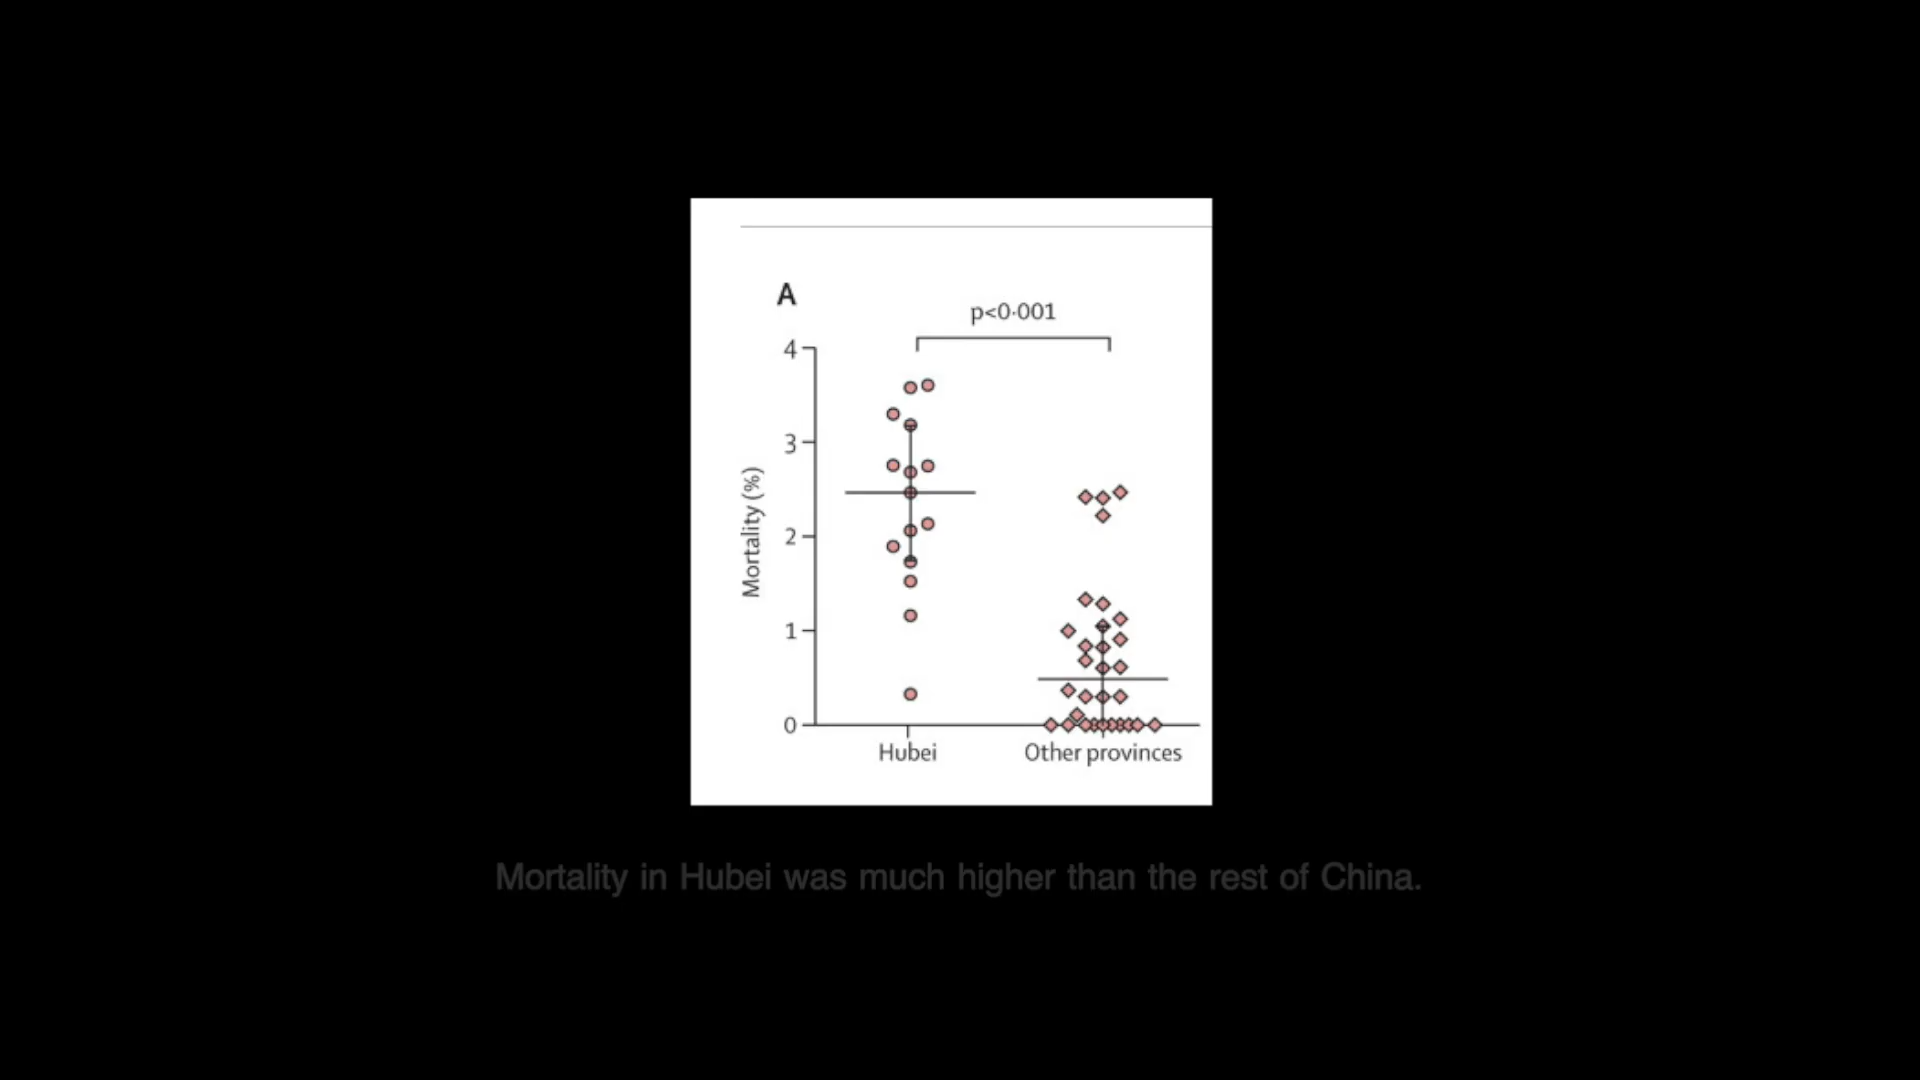 A
p<0·001
4
3
2
1
0
Mortality (%)
Hubei
Other provinces
Mortality in Hubei was much higher than the rest of China.